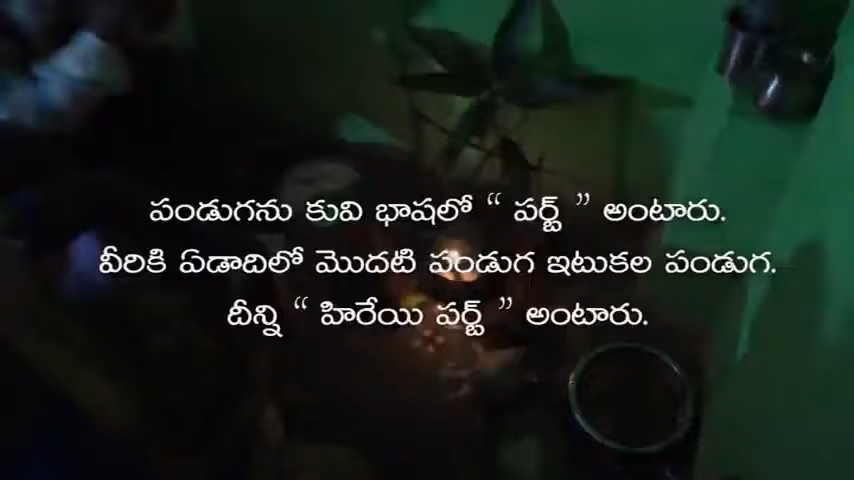 పండుగను కువి భాషలో “ పర్బ్ ” అంటారు.
వీరికి ఏడాదిలో మొదటి పండుగ ఇటుకల పండుగ.
దీన్ని “ హిరేయి పర్బ్ ” అంటారు.